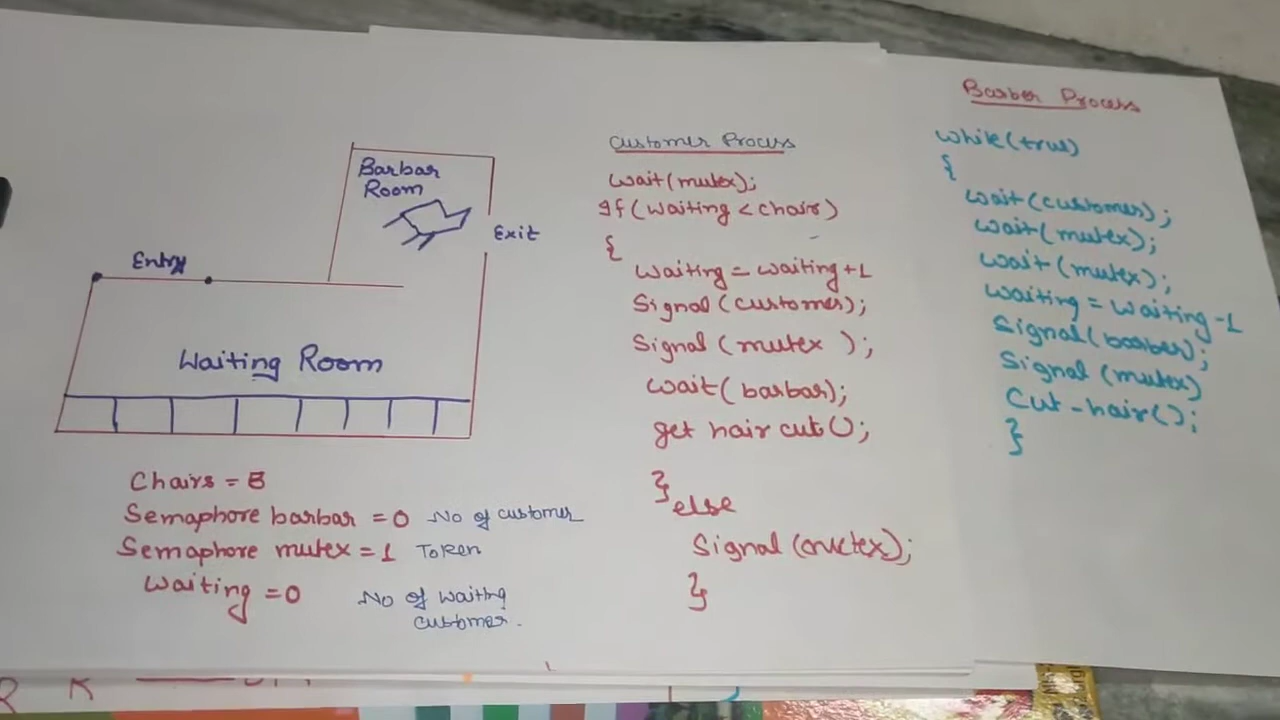 Barbar
Room
Exit
Entry
Waiting Room
Chairs = 5
Semaphore barbar = 0 No of customer
Semaphore mutex = 1 Token
Waiting = 0 No of waiting
customer.
Customer Process
wait(mutex);
If(waiting < chair)
{
waiting = waiting+1
Signal(customer);
Signal(mutex );
wait(barbar);
get hair cut();
}
else
Signal(mutex);
}
Barber Process
while(true)
{
wait(customer);
wait(mutex);
wait(mutex);
waiting = waiting-1
Signal(barber);
Signal(mutex)
Cut-hair();
}